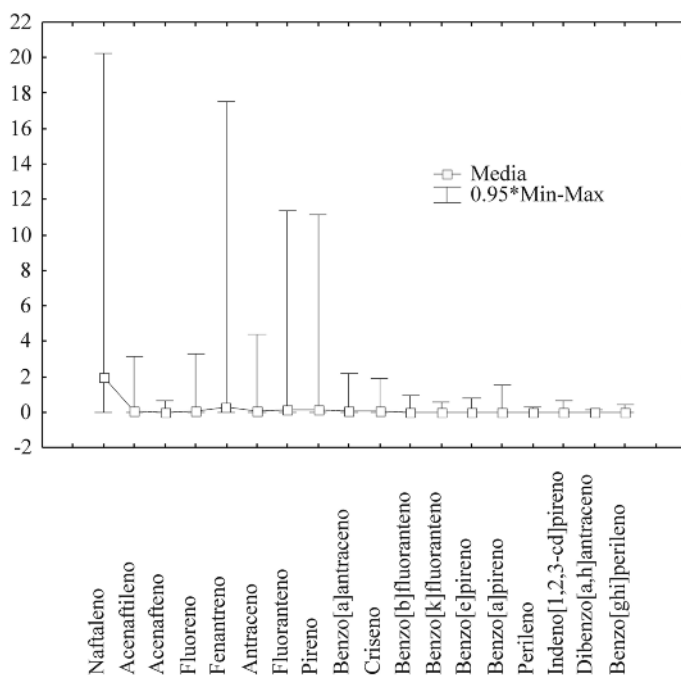 22
20
18
16
14
12
10
8
6
4
2
0
-2
Media
0.95*Min-Max
Naftaleno
Acenaftileno
Acenafteno
Fluoreno
Fenantreno
Antraceno
Fluoranteno
Pireno
Benzo[a]antraceno
Criseno
Benzo[b]fluoranteno
Benzo[k]fluoranteno
Benzo[e]pireno
Benzo[a]pireno
Perileno
Indeno[1,2,3-cd]pireno
Dibenzo[a,h]antraceno
Benzo[ghi]perileno